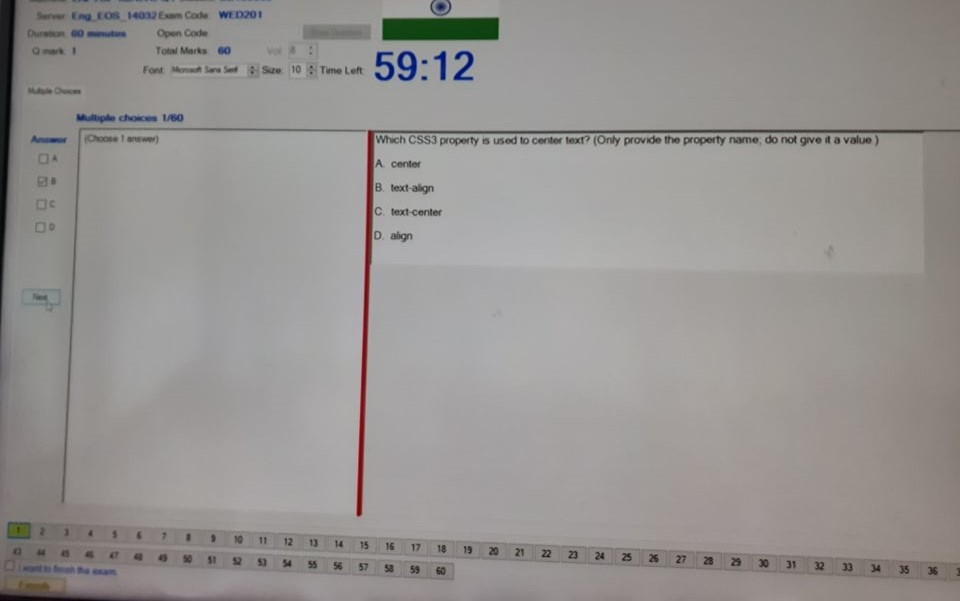 Server: Eng_EOS_14032 Exam Code: WED201
Duration: 60 minutes Open Code:
Q mark: 1 Total Marks: 60 Vol: 8
Font: Microsoft Sans Serif Size: 10 Time Left: 59:12
Multiple Choices
Multiple choices 1/60
Answer
(Choose 1 answer)
A
B
C
D
Next
Which CSS3 property is used to center text? (Only provide the property name; do not give it a value.)
A. center
B. text-align
C. text-center
D. align
1 2 3 4 5 6 7 8 9 10 11 12 13 14 15 16 17 18 19 20 21 22 23 24 25 26 27 28 29 30 31 32 33 34 35 36
43 44 45 46 47 48 49 50 51 52 53 54 55 56 57 58 59 60
I want to finish the exam.